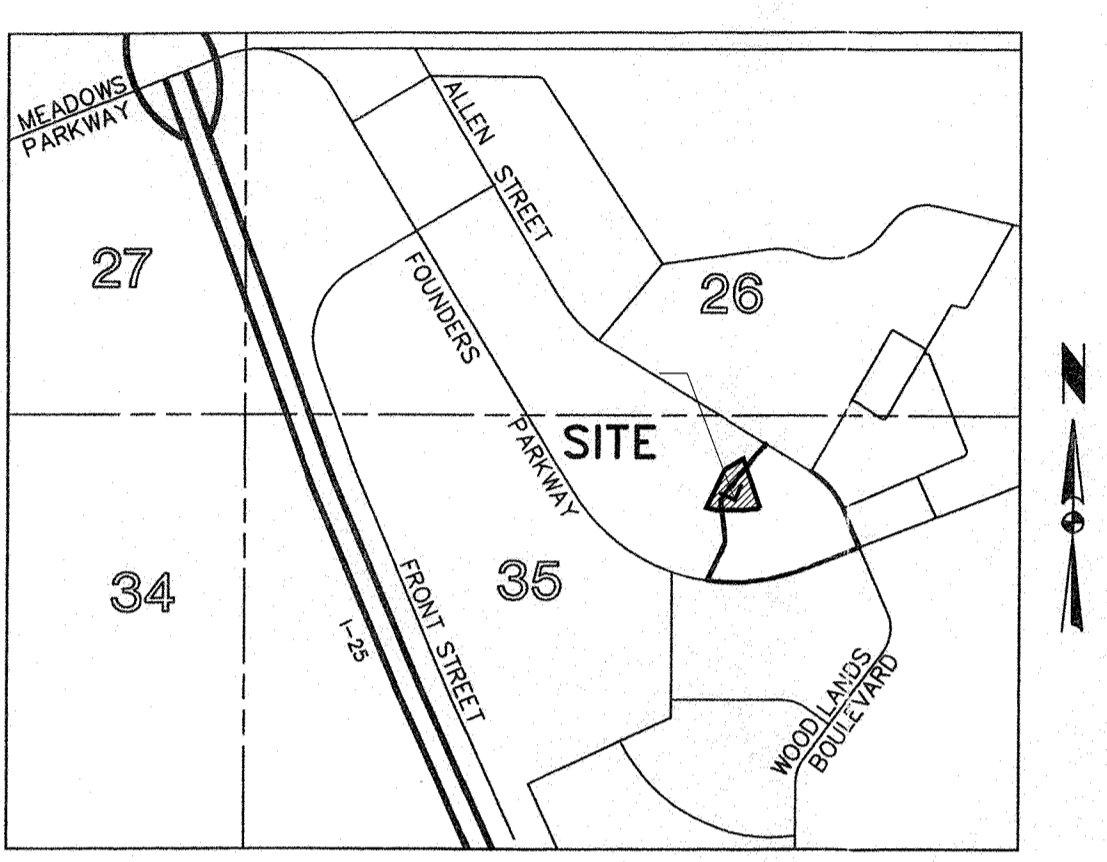 MEADOWS
PARKWAY
ALLEN STREET
27
26
FOUNDERS PARKWAY
N
SITE
34
35
FRONT STREET
I-25
WOODLANDS
BOULEVARD